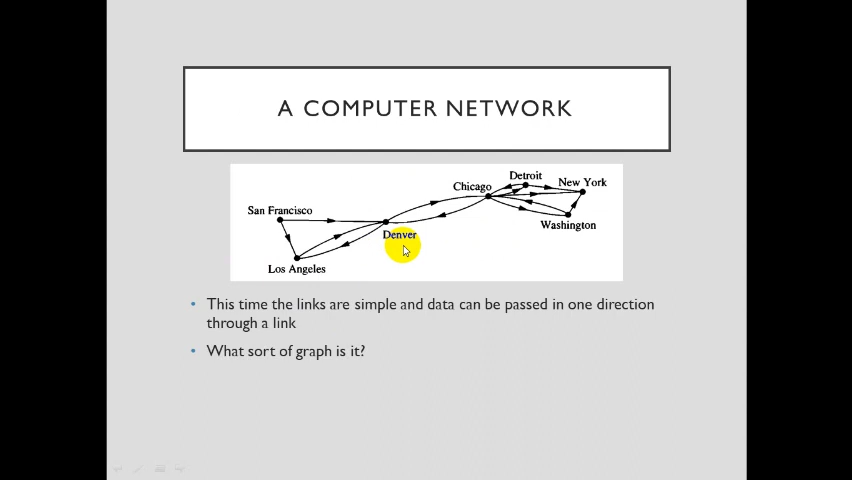 A COMPUTER NETWORK
Detroit
Chicago
New York
San Francisco
Washington
Denver
Los Angeles
• This time the links are simple and data can be passed in one direction
through a link
• What sort of graph is it?